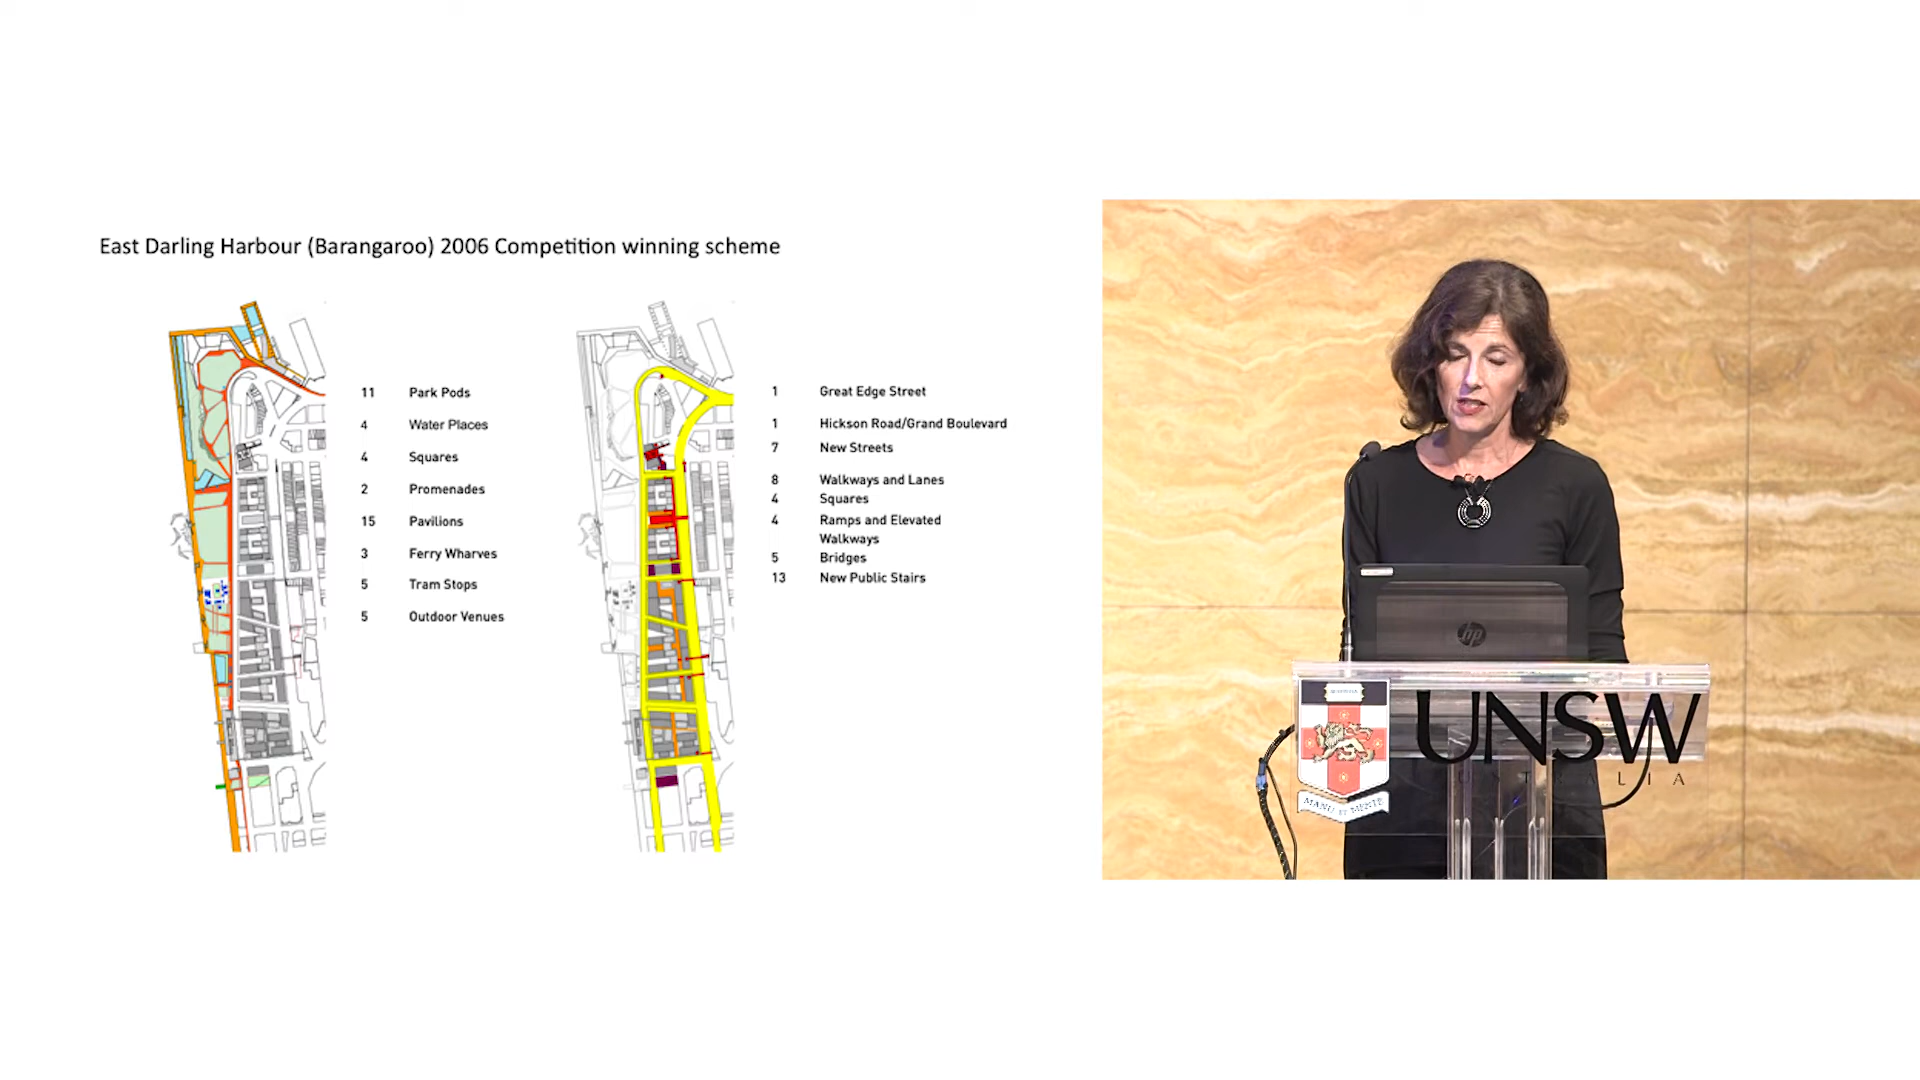 East Darling Harbour (Barangaroo) 2006 Competition winning scheme
11 Park Pods
4 Water Places
4 Squares
2 Promenades
15 Pavilions
3 Ferry Wharves
5 Tram Stops
5 Outdoor Venues
1 Great Edge Street
1 Hickson Road/Grand Boulevard
7 New Streets
8 Walkways and Lanes
4 Squares
4 Ramps and Elevated
Walkways
5 Bridges
13 New Public Stairs
hp
UNSW
MANU ET MENTE